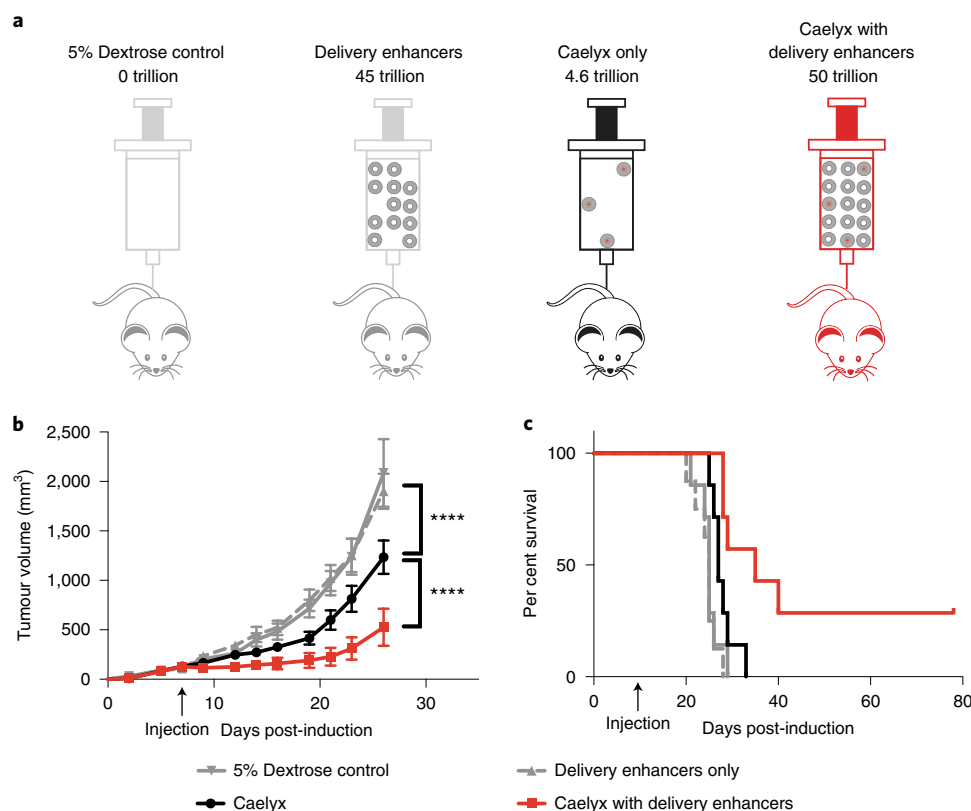 a
5% Dextrose control
0 trillion
Delivery enhancers
45 trillion
Caelyx only
4.6 trillion
Caelyx with
delivery enhancers
50 trillion
b
Tumour volume (mm³)
2,500
2,000
1,500
1,000
500
0
****
****
0 10 20 30
Injection
Days post-induction
c
Per cent survival
100
50
0
0 20 40 60 80
Injection
Days post-induction
5% Dextrose control
Delivery enhancers only
Caelyx
Caelyx with delivery enhancers